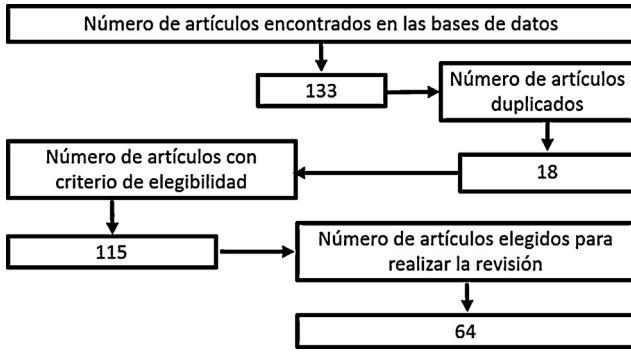 Número de artículos encontrados en las bases de datos
133
Número de artículos
duplicados
18
Número de artículos con
criterio de elegibilidad
115
Número de artículos elegidos para
realizar la revisión
64